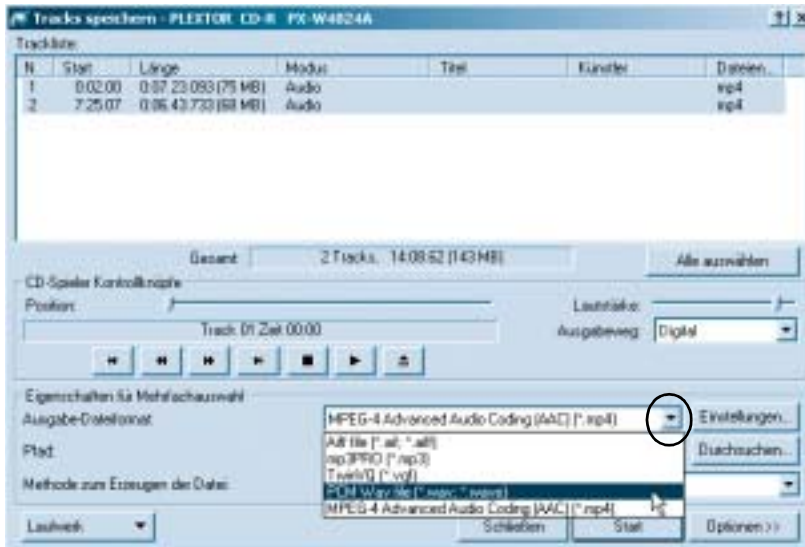 Tracks speichern - PLEXTOR CD-R PX-W4824A
Trackliste:
N Start Länge Modus Titel Künstler Dateien...
1 0:02.00 0:07.23.093 (75 MB) Audio mp4
2 7:25.07 0:06.43.733 (68 MB) Audio mp4
Gesamt: 2 Tracks, 14:08.62 (143 MB) Alle auswählen
CD-Spieler Kontrollknöpfe
Position: Lautstärke:
Track 01 Zeit 00:00 Ausgabeweg: Digital
Eigenschaften für Mehrfachauswahl
Ausgabe-Dateiformat: MPEG-4 Advanced Audio Coding (AAC) (*.mp4) Einstellungen...
Pfad: Durchsuchen...
Aiff file (*.aif; *.aiff)
mp3PRO (*.mp3)
TwinVQ (*.vqf)
PCM Wav file (*.wav; *.wave)
MPEG-4 Advanced Audio Coding (AAC) (*.mp4)
Methode zum Erzeugen der Datei:
Laufwerk Schließen Start Optionen >>